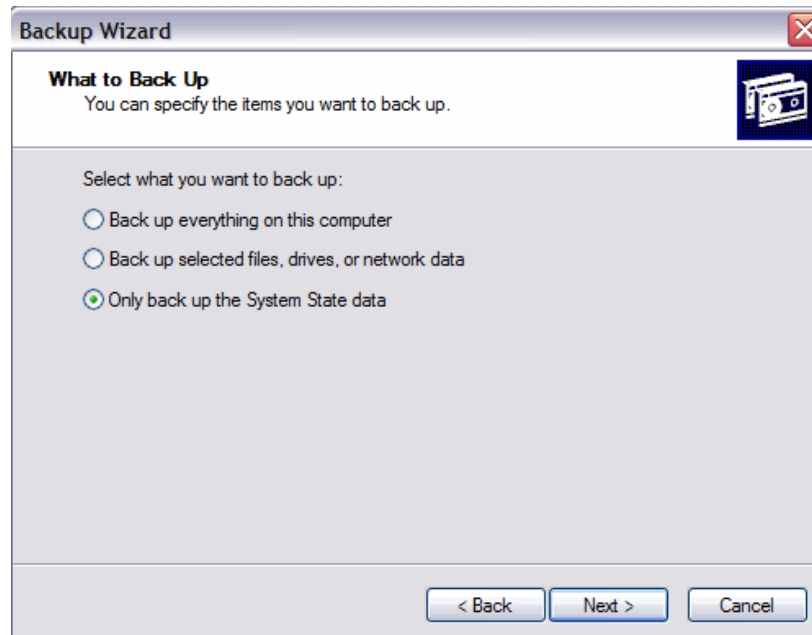 Backup Wizard
What to Back Up
You can specify the items you want to back up.
Select what you want to back up:
Back up everything on this computer
Back up selected files, drives, or network data
Only back up the System State data
< Back Next > Cancel